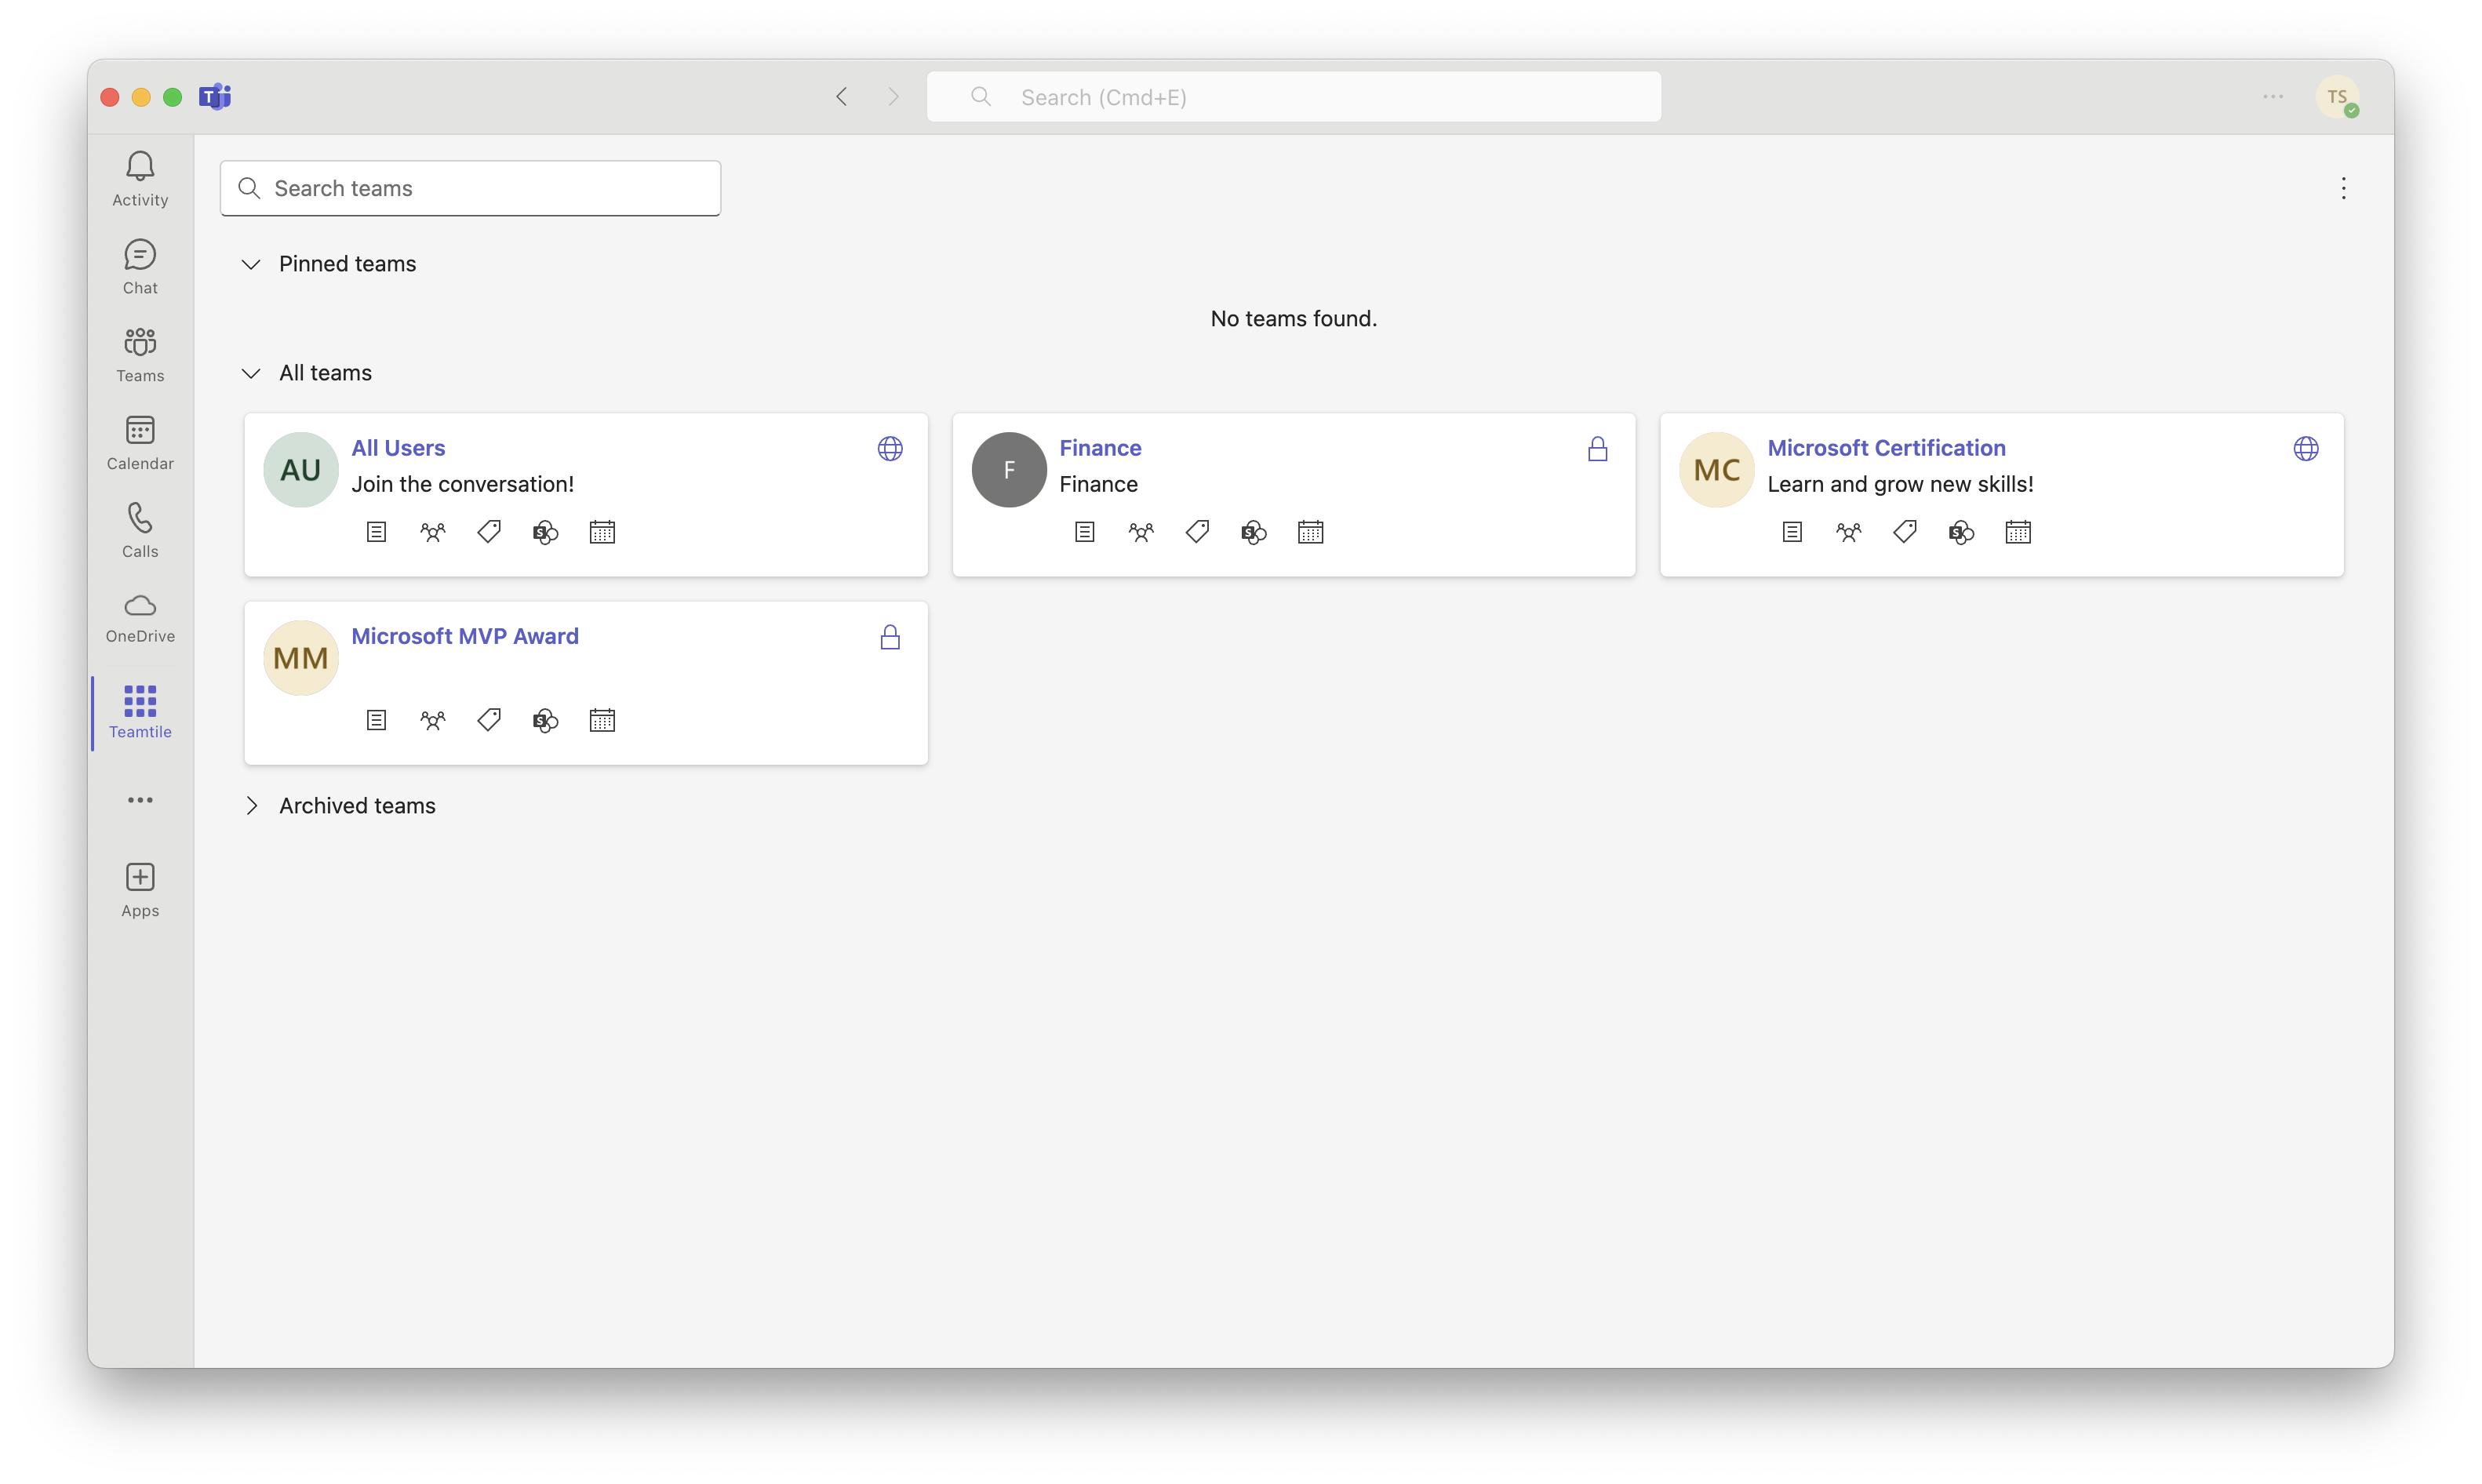 T
Search (Cmd+E)
TS
Activity
Chat
Teams
Calendar
Calls
OneDrive
Teamtile
Apps
Search teams
Pinned teams
No teams found.
All teams
AU
All Users
Join the conversation!
S
F
Finance
Finance
S
MC
Microsoft Certification
Learn and grow new skills!
S
MM
Microsoft MVP Award
S
Archived teams